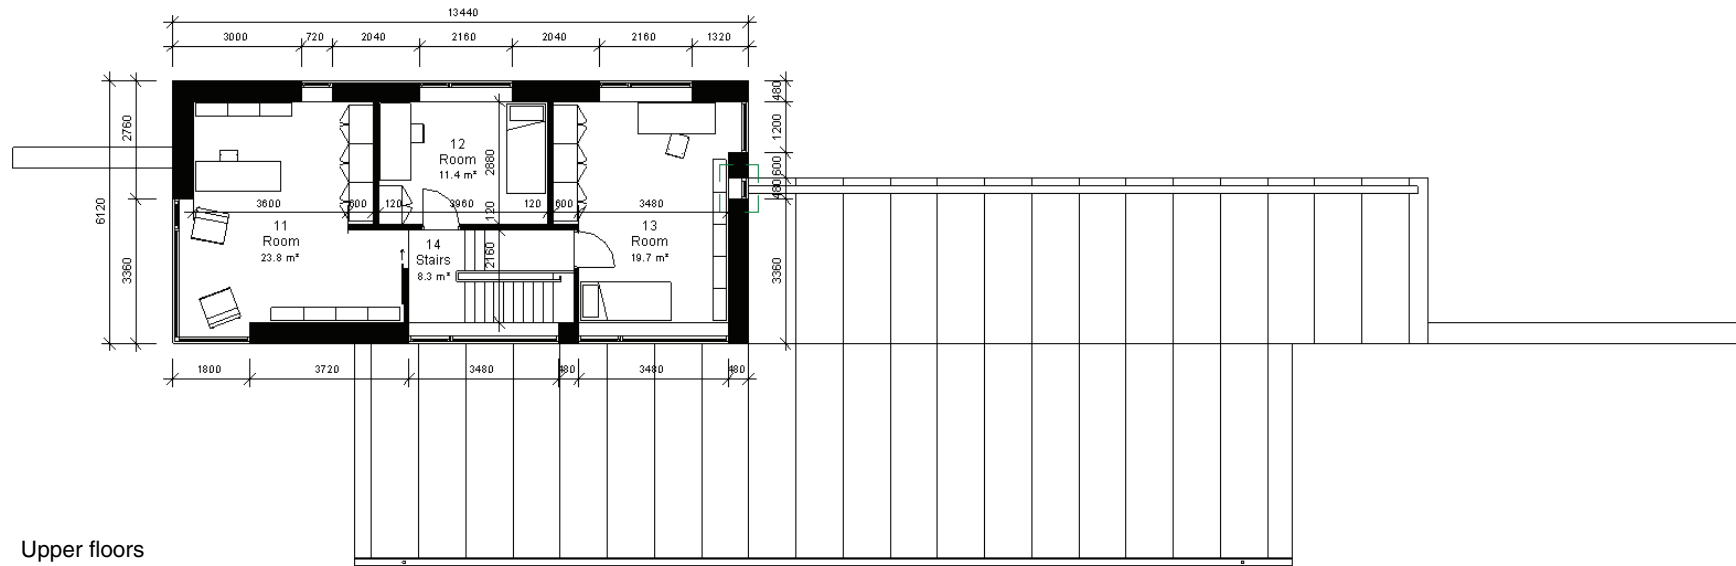 13440
3000 720 2040 2160 2040 2160 1320
480
1200
600
480
3360
2760
3360
6120
12
Room
11.4 m²
2880
3600 600 120 3960 120 600 3480
120
11
Room
23.8 m²
14
Stairs
8.3 m²
2160
13
Room
19.7 m²
1800 3720 3480 480 3480 480
Upper floors